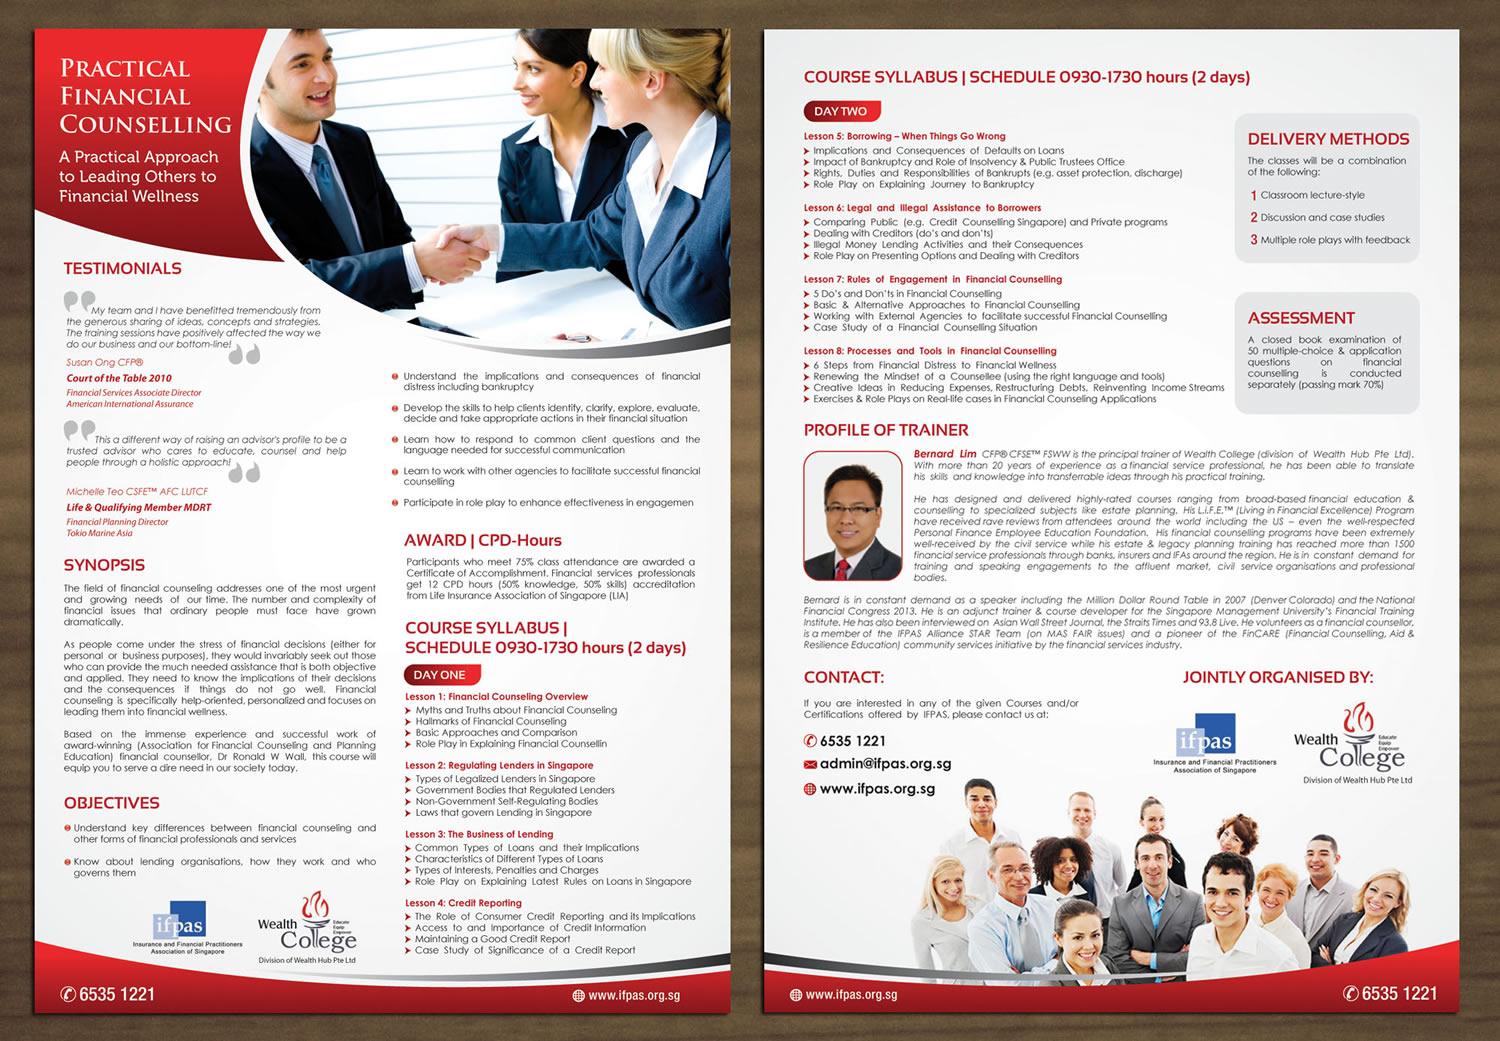 PRACTICAL
FINANCIAL
COUNSELLING
A Practical Approach
to Leading Others to
Financial Wellness
TESTIMONIALS
My team and I have benefitted tremendously from
the generous sharing of ideas, concepts and strategies.
The training sessions have positively affected the way we
do our business and our bottom-line!
Susan Ong CFP®
Court of the Table 2010
Financial Services Associate Director
American International Assurance
This a different way of raising an advisor's profile to be a
trusted advisor who cares to educate, counsel and help
people through a holistic approach!
Michelle Teo CSFE™ AFC LUTCF
Life & Qualifying Member MDRT
Financial Planning Director
Tokio Marine Asia
SYNOPSIS
The field of financial counseling addresses one of the most urgent
and growing needs of our time. The number and complexity of
financial issues that ordinary people must face have grown
dramatically.
As people come under the stress of financial decisions (either for
personal or business purposes), they would invariably seek out those
who can provide the much needed assistance that is both objective
and applied. They need to know the implications of their decisions
and the consequences if things do not go well. Financial
counseling is specifically help-oriented, personalized and focuses on
leading them into financial wellness.
Based on the immense experience and successful work of
award-winning (Association for Financial Counseling and Planning
Education) financial counsellor, Dr Ronald W Wall, this course will
equip you to serve a dire need in our society today.
OBJECTIVES
Understand key differences between financial counseling and
other forms of financial professionals and services
Know about lending organisations, how they work and who
governs them
ifpas
Insurance and Financial Practitioners
Association of Singapore
Wealth
College
Educate
Equip
Empower
Division of Wealth Hub Pte Ltd
Understand the implications and consequences of financial
distress including bankruptcy
Develop the skills to help clients identify, clarify, explore, evaluate,
decide and take appropriate actions in their financial situation
Learn how to respond to common client questions and the
language needed for successful communication
Learn to work with other agencies to facilitate successful financial
counselling
Participate in role play to enhance effectiveness in engagemen
AWARD | CPD-Hours
Participants who meet 75% class attendance are awarded a
Certificate of Accomplishment. Financial services professionals
get 12 CPD hours (50% knowledge, 50% skills) accreditation
from Life Insurance Association of Singapore (LIA)
COURSE SYLLABUS |
SCHEDULE 0930-1730 hours (2 days)
DAY ONE
Lesson 1: Financial Counseling Overview
Myths and Truths about Financial Counseling
Hallmarks of Financial Counseling
Basic Approaches and Comparison
Role Play in Explaining Financial Counsellin
Lesson 2: Regulating Lenders in Singapore
Types of Legalized Lenders in Singapore
Government Bodies that Regulated Lenders
Non-Government Self-Regulating Bodies
Laws that govern Lending in Singapore
Lesson 3: The Business of Lending
Common Types of Loans and their Implications
Characteristics of Different Types of Loans
Types of Interests, Penalties and Charges
Role Play on Explaining Latest Rules on Loans in Singapore
Lesson 4: Credit Reporting
The Role of Consumer Credit Reporting and its Implications
Access to and Importance of Credit Information
Maintaining a Good Credit Report
Case Study of Significance of a Credit Report
6535 1221
www.ifpas.org.sg
COURSE SYLLABUS | SCHEDULE 0930-1730 hours (2 days)
DAY TWO
Lesson 5: Borrowing – When Things Go Wrong
Implications and Consequences of Defaults on Loans
Impact of Bankruptcy and Role of Insolvency & Public Trustees Office
Rights, Duties and Responsibilities of Bankrupts (e.g. asset protection, discharge)
Role Play on Explaining Journey to Bankruptcy
Lesson 6: Legal and Illegal Assistance to Borrowers
Comparing Public (e.g. Credit Counselling Singapore) and Private programs
Dealing with Creditors (do's and don'ts)
Illegal Money Lending Activities and their Consequences
Role Play on Presenting Options and Dealing with Creditors
Lesson 7: Rules of Engagement in Financial Counselling
5 Do's and Don'ts in Financial Counselling
Basic & Alternative Approaches to Financial Counselling
Working with External Agencies to facilitate successful Financial Counselling
Case Study of a Financial Counselling Situation
Lesson 8: Processes and Tools in Financial Counselling
6 Steps from Financial Distress to Financial Wellness
Renewing the Mindset of a Counsellee (using the right language and tools)
Creative Ideas in Reducing Expenses, Restructuring Debts, Reinventing Income Streams
Exercises & Role Plays on Real-life cases in Financial Counseling Applications
DELIVERY METHODS
The classes will be a combination
of the following:
1 Classroom lecture-style
2 Discussion and case studies
3 Multiple role plays with feedback
ASSESSMENT
A closed book examination of
50 multiple-choice & application
questions on financial
counselling is conducted
separately (passing mark 70%)
PROFILE OF TRAINER
Bernard Lim CFP® CFSE™ FSWW is the principal trainer of Wealth College (division of Wealth Hub Pte Ltd).
With more than 20 years of experience as a financial service professional, he has been able to translate
his skills and knowledge into transferrable ideas through his practical training.
He has designed and delivered highly-rated courses ranging from broad-based financial education &
counselling to specialized subjects like estate planning. His L.i.F.E.™ (Living in Financial Excellence) Program
have received rave reviews from attendees around the world including the US – even the well-respected
Personal Finance Employee Education Foundation. His financial counselling programs have been extremely
well-received by the civil service while his estate & legacy planning training has reached more than 1500
financial service professionals through banks, insurers and IFAs around the region. He is in constant demand for
training and speaking engagements to the affluent market, civil service organisations and professional
bodies.
Bernard is in constant demand as a speaker including the Million Dollar Round Table in 2007 (Denver Colorado) and the National
Financial Congress 2013. He is an adjunct trainer & course developer for the Singapore Management University's Financial Training
Institute. He has also been interviewed on Asian Wall Street Journal, the Straits Times and 93.8 Live. He volunteers as a financial counsellor,
is a member of the IFPAS Alliance STAR Team (on MAS FAIR issues) and a pioneer of the FinCARE (Financial Counselling, Aid &
Resilience Education) community services initiative by the financial services industry.
CONTACT:
If you are interested in any of the given Courses and/or
Certifications offered by IFPAS, please contact us at:
6535 1221
admin@ifpas.org.sg
www.ifpas.org.sg
JOINTLY ORGANISED BY:
ifpas
Insurance and Financial Practitioners
Association of Singapore
Wealth
College
Educate
Equip
Empower
Division of Wealth Hub Pte Ltd
www.ifpas.org.sg
6535 1221